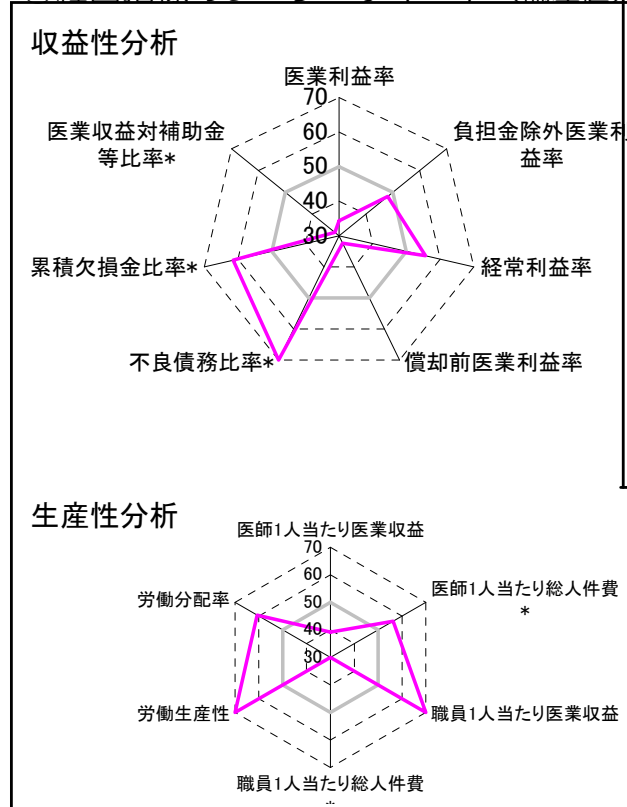 収益性分析
医業利益率
70
医業収益対補助金
等比率*
60
負担金除外医業利
益率
50
40
30
累積欠損金比率*
経常利益率
不良債務比率*
償却前医業利益率
生産性分析
医師1人当たり医業収益
70
60
医師1人当たり総人件費
*
労働分配率
50
40
30
労働生産性
職員1人当たり医業収益
職員1人当たり総人件費
*